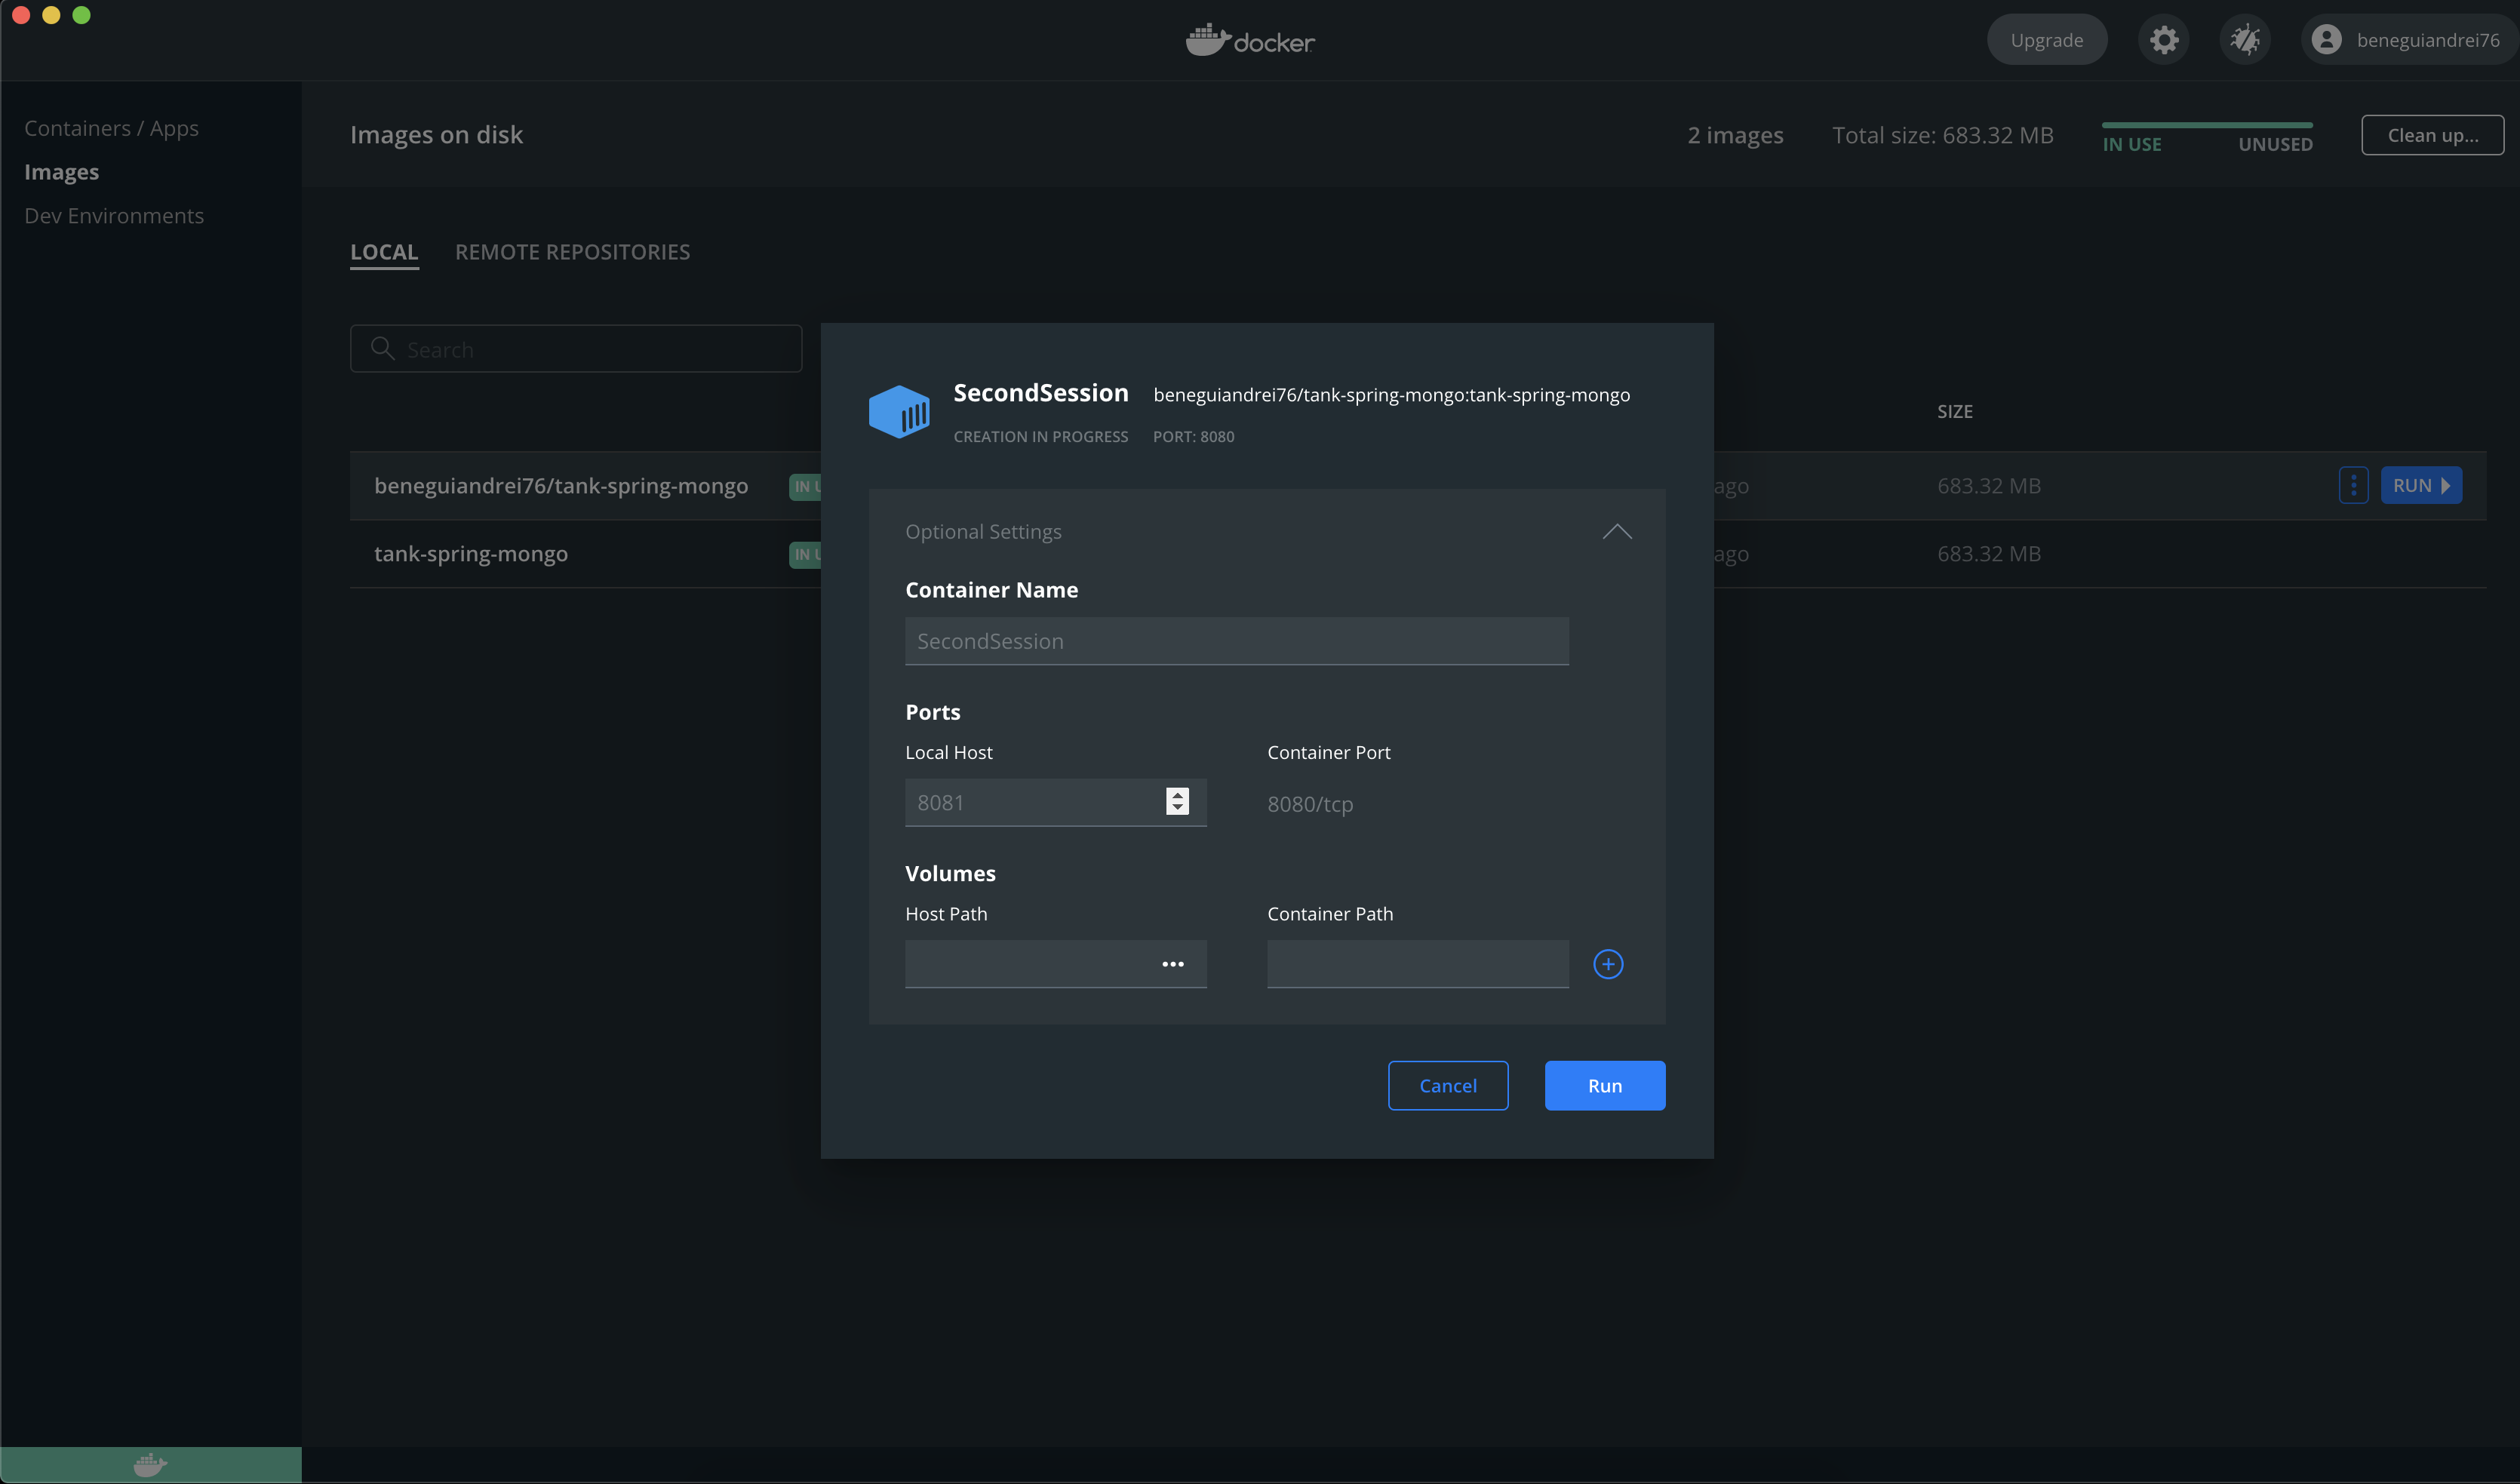 docker
Upgrade
beneguiandrei76
Containers / Apps
Images
Dev Environments
Images on disk
2 images
Total size: 683.32 MB
IN USE
UNUSED
Clean up...
LOCAL
REMOTE REPOSITORIES
Search
SIZE
beneguiandrei76/tank-spring-mongo
IN U
ago
683.32 MB
RUN
tank-spring-mongo
IN U
ago
683.32 MB
SecondSession
beneguiandrei76/tank-spring-mongo:tank-spring-mongo
CREATION IN PROGRESS
PORT: 8080
Optional Settings
Container Name
SecondSession
Ports
Local Host
Container Port
8081
8080/tcp
Volumes
Host Path
Container Path
Cancel
Run